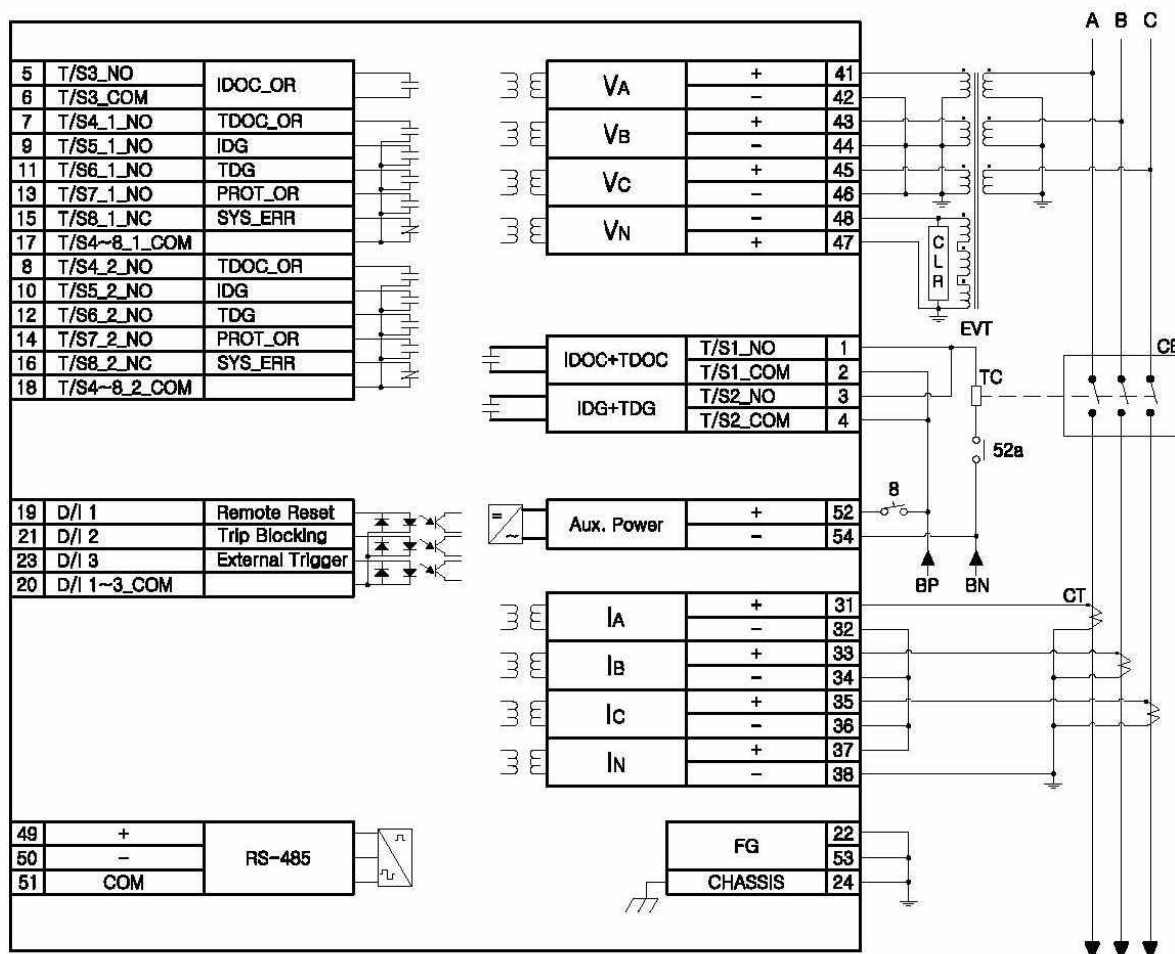 A B C
5 T/S3_NO IDOC_OR
6 T/S3_COM
7 T/S4_1_NO TDOC_OR
9 T/S5_1_NO IDG
11 T/S6_1_NO TDG
13 T/S7_1_NO PROT_OR
15 T/S8_1_NC SYS_ERR
17 T/S4~8_1_COM
8 T/S4_2_NO TDOC_OR
10 T/S5_2_NO IDG
12 T/S6_2_NO TDG
14 T/S7_2_NO PROT_OR
16 T/S8_2_NC SYS_ERR
18 T/S4~8_2_COM
19 D/I 1 Remote Reset
21 D/I 2 Trip Blocking
23 D/I 3 External Trigger
20 D/I 1~3_COM
49 + RS-485
50 -
51 COM
VA + 41
- 42
VB + 43
- 44
VC + 45
- 46
VN - 48
+ 47
CLR
EVT
IDOC+TDOC T/S1_NO 1
T/S1_COM 2
IDG+TDG T/S2_NO 3
T/S2_COM 4
TC
CB
52a
8
Aux. Power + 52
- 54
BP BN
IA + 31
- 32
IB + 33
- 34
IC + 35
- 36
IN + 37
- 38
CT
FG 22
53
CHASSIS 24